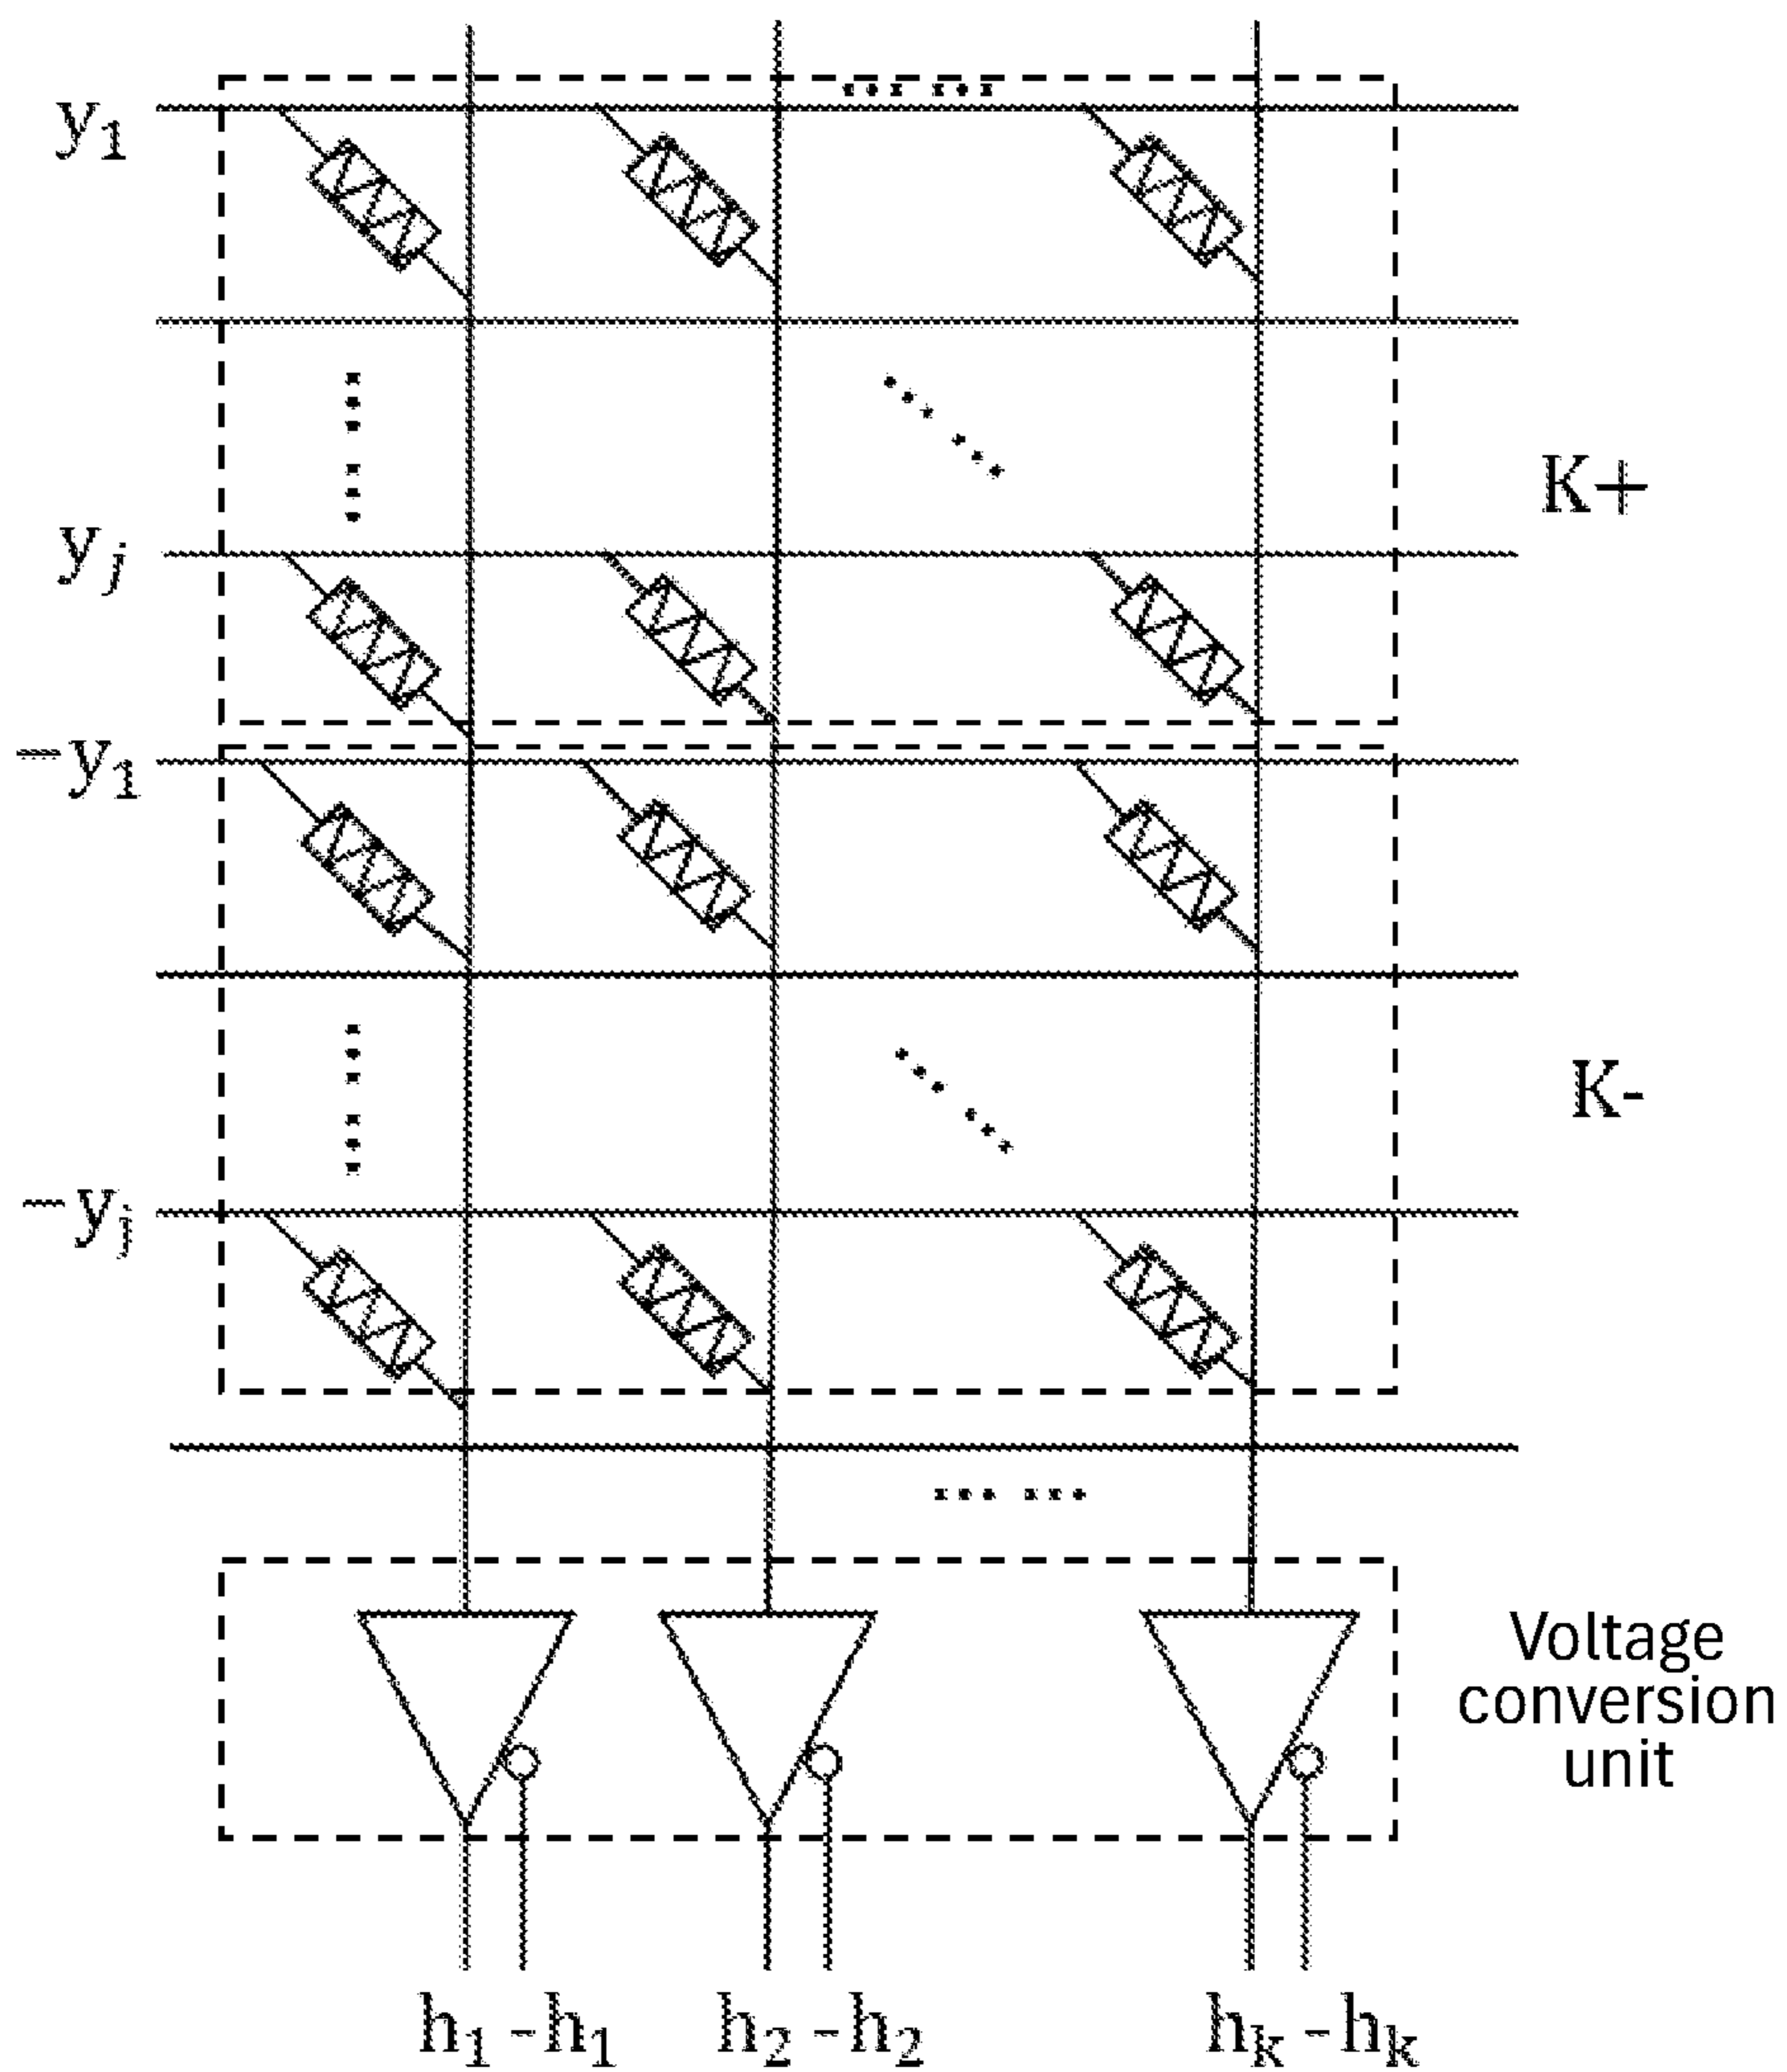 y₁
K+
yⱼ
−y₁
K-
−yⱼ
Voltage
conversion
unit
h₁ -h₁ h₂ -h₂ hₖ -hₖ